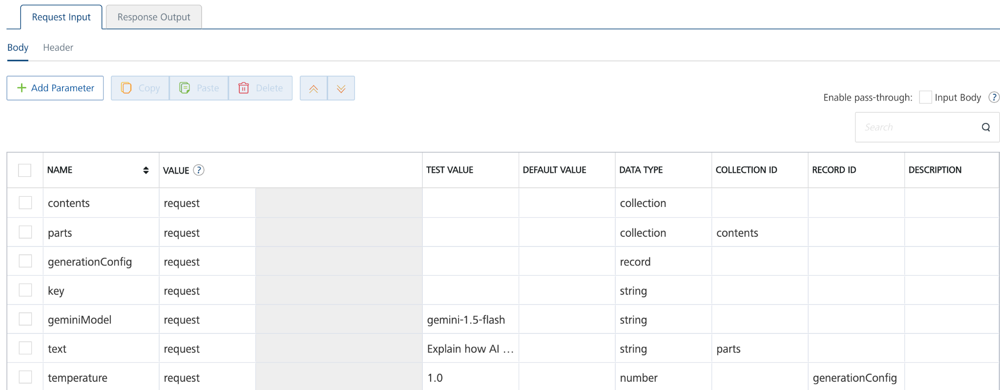 Request Input Response Output
Body Header
Add Parameter Copy Paste Delete
Enable pass-through: Input Body ?
Search
NAME VALUE ? TEST VALUE DEFAULT VALUE DATA TYPE COLLECTION ID RECORD ID DESCRIPTION
contents request collection
parts request collection contents
generationConfig request record
key request string
geminiModel request gemini-1.5-flash string
text request Explain how AI ... string parts
temperature request 1.0 number generationConfig